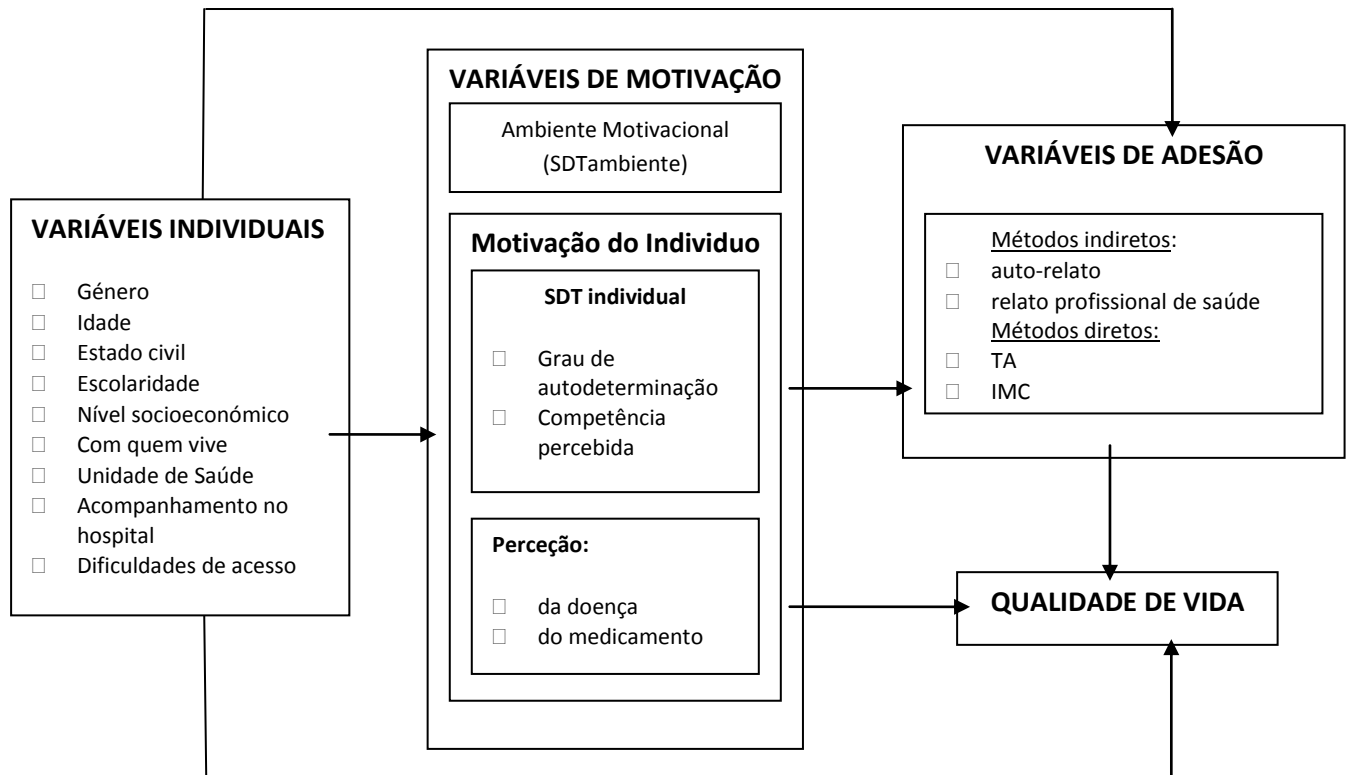 VARIÁVEIS INDIVIDUAIS
Género
Idade
Estado civil
Escolaridade
Nível socioeconómico
Com quem vive
Unidade de Saúde
Acompanhamento no
hospital
Dificuldades de acesso
VARIÁVEIS DE MOTIVAÇÃO
Ambiente Motivacional
(SDTambiente)
Motivação do Individuo
SDT individual
Grau de
autodeterminação
Competência
percebida
Perceção:
da doença
do medicamento
VARIÁVEIS DE ADESÃO
Métodos indiretos:
auto-relato
relato profissional de saúde
Métodos diretos:
TA
IMC
QUALIDADE DE VIDA